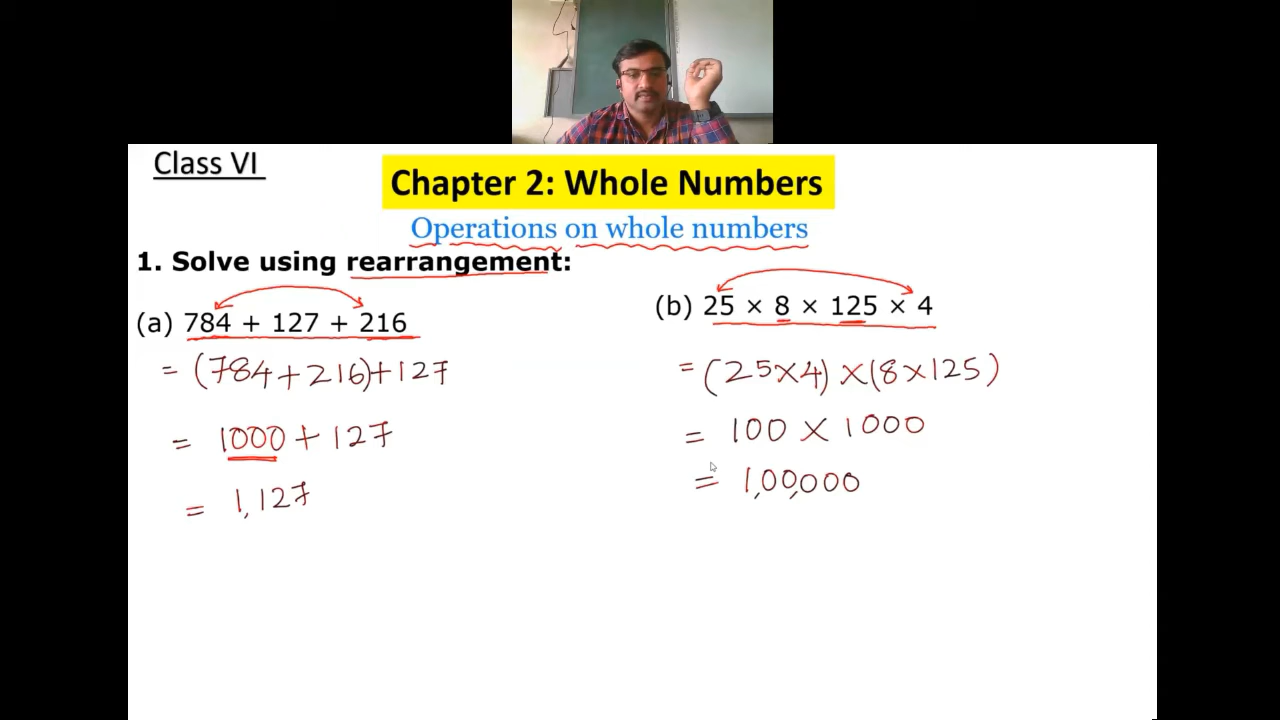 Class VI
Chapter 2: Whole Numbers
Operations on whole numbers
1. Solve using rearrangement:
(a) 784 + 127 + 216
= (784+216)+127
= 1000 + 127
= 1,127
(b) 25 × 8 × 125 × 4
= (25×4) ×(8×125)
= 100 × 1000
= 1,00,000